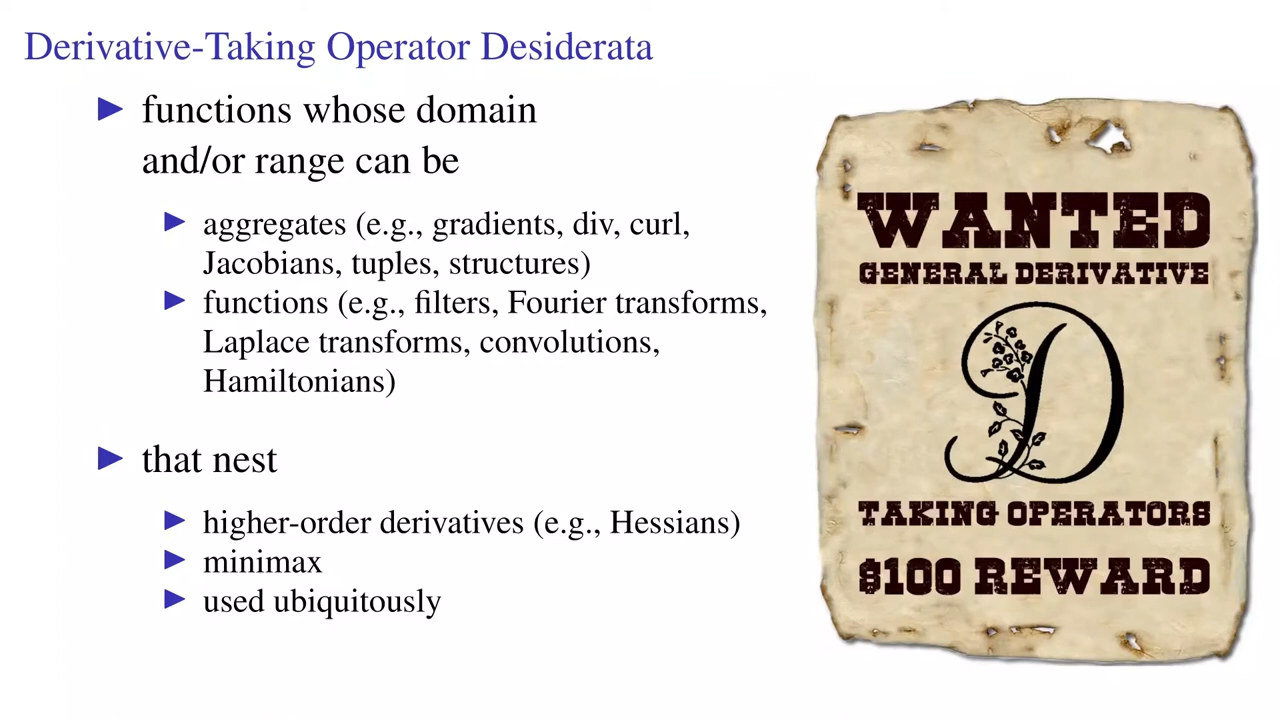 Derivative-Taking Operator Desiderata
▶ functions whose domain
and/or range can be
▶ aggregates (e.g., gradients, div, curl,
Jacobians, tuples, structures)
▶ functions (e.g., filters, Fourier transforms,
Laplace transforms, convolutions,
Hamiltonians)
▶ that nest
▶ higher-order derivatives (e.g., Hessians)
▶ minimax
▶ used ubiquitously
WANTED
GENERAL DERIVATIVE
D
TAKING OPERATORS
$100 REWARD